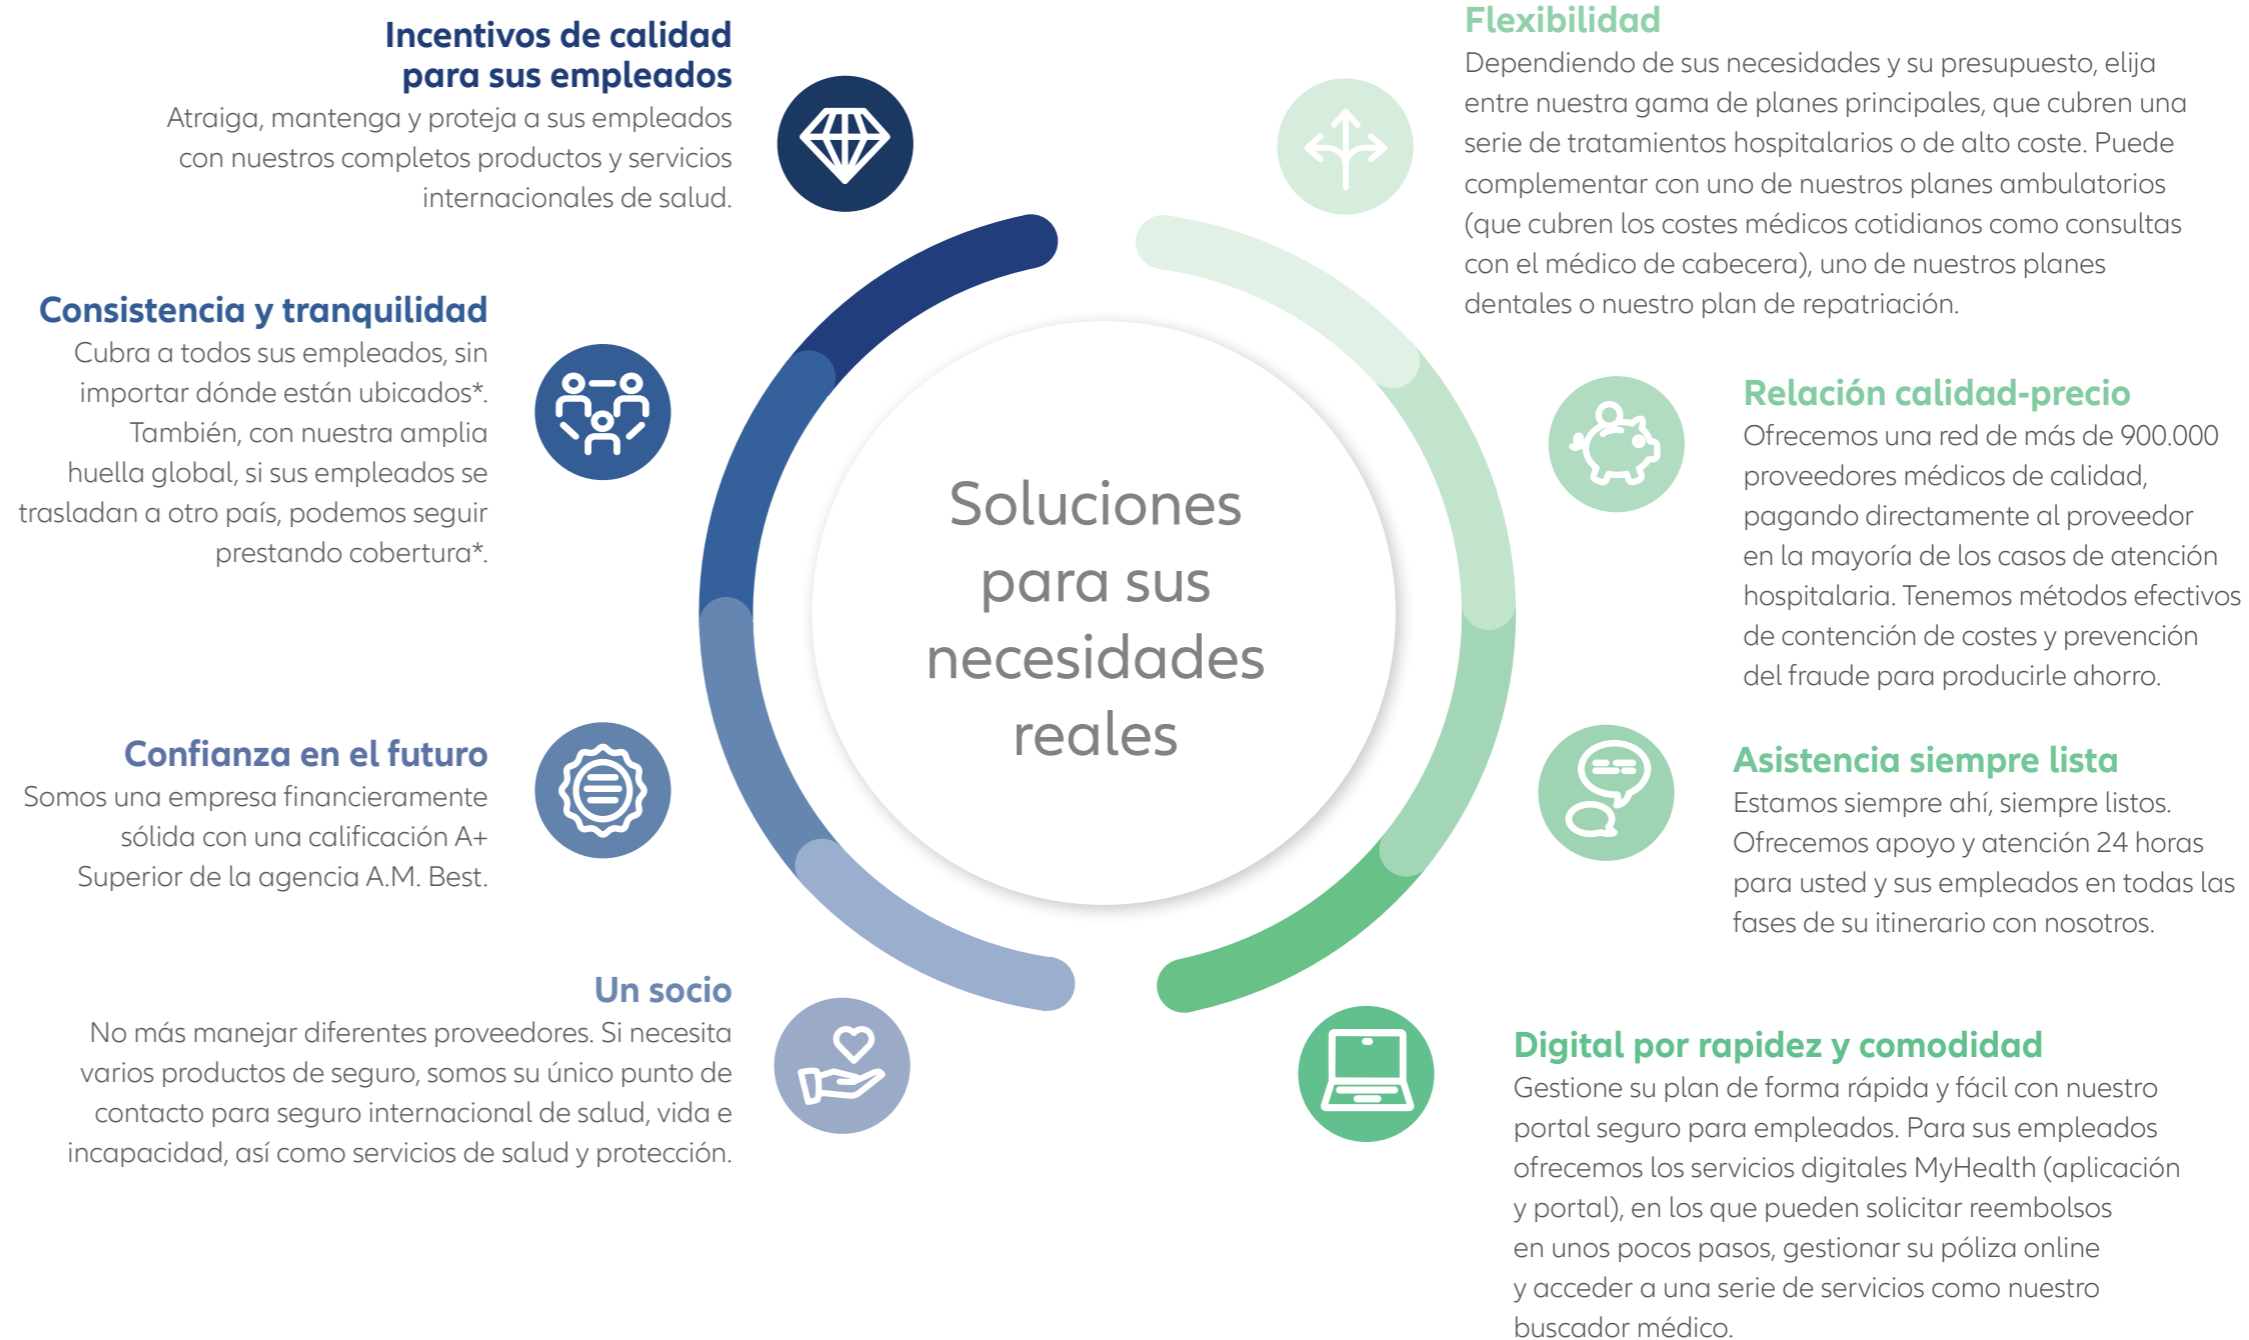 Incentivos de calidad
para sus empleados
Atraiga, mantenga y proteja a sus empleados
con nuestros completos productos y servicios
internacionales de salud.
Consistencia y tranquilidad
Cubra a todos sus empleados, sin
importar dónde están ubicados*.
También, con nuestra amplia
huella global, si sus empleados se
trasladan a otro país, podemos seguir
prestando cobertura*.
Confianza en el futuro
Somos una empresa financieramente
sólida con una calificación A+
Superior de la agencia A.M. Best.
Un socio
No más manejar diferentes proveedores. Si necesita
varios productos de seguro, somos su único punto de
contacto para seguro internacional de salud, vida e
incapacidad, así como servicios de salud y protección.
Soluciones
para sus
necesidades
reales
Flexibilidad
Dependiendo de sus necesidades y su presupuesto, elija
entre nuestra gama de planes principales, que cubren una
serie de tratamientos hospitalarios o de alto coste. Puede
complementar con uno de nuestros planes ambulatorios
(que cubren los costes médicos cotidianos como consultas
con el médico de cabecera), uno de nuestros planes
dentales o nuestro plan de repatriación.
Relación calidad-precio
Ofrecemos una red de más de 900.000
proveedores médicos de calidad,
pagando directamente al proveedor
en la mayoría de los casos de atención
hospitalaria. Tenemos métodos efectivos
de contención de costes y prevención
del fraude para producirle ahorro.
Asistencia siempre lista
Estamos siempre ahí, siempre listos.
Ofrecemos apoyo y atención 24 horas
para usted y sus empleados en todas las
fases de su itinerario con nosotros.
Digital por rapidez y comodidad
Gestione su plan de forma rápida y fácil con nuestro
portal seguro para empleados. Para sus empleados
ofrecemos los servicios digitales MyHealth (aplicación
y portal), en los que pueden solicitar reembolsos
en unos pocos pasos, gestionar su póliza online
y acceder a una serie de servicios como nuestro
buscador médico.